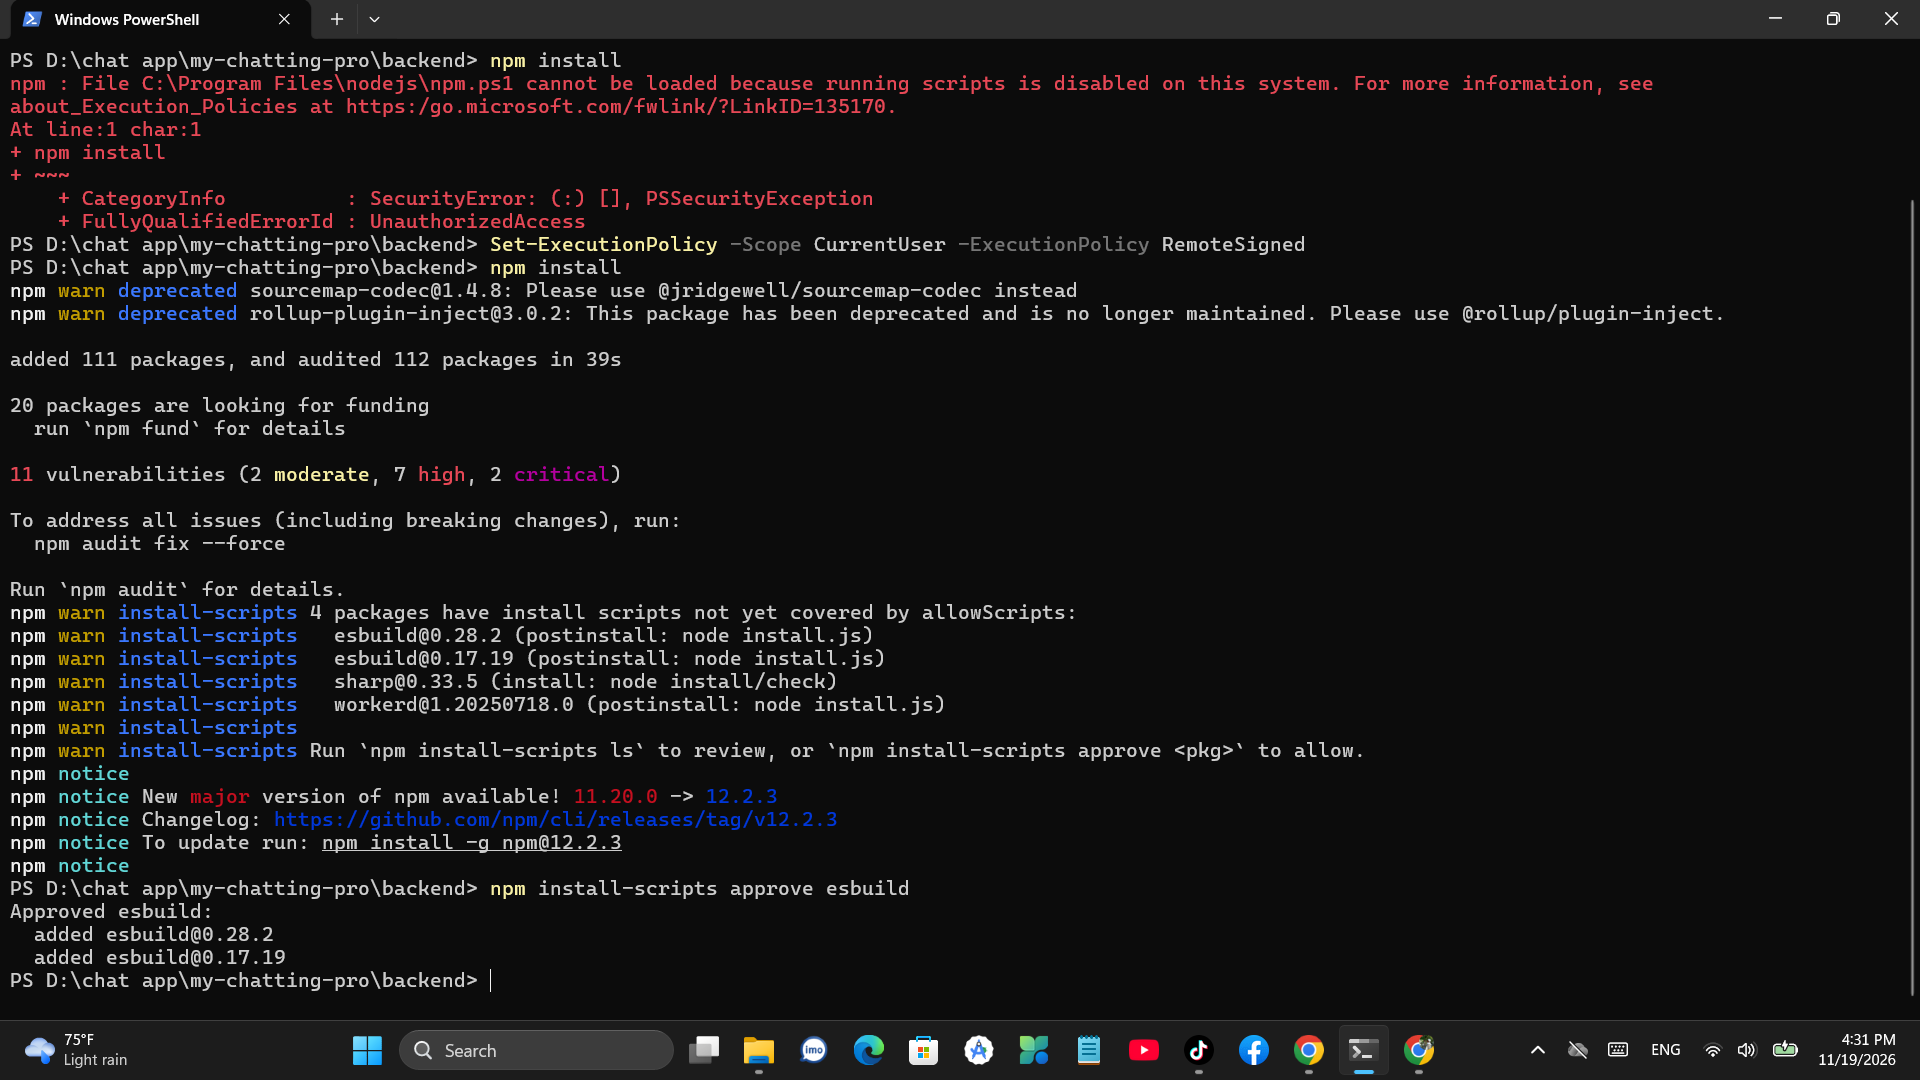 Windows PowerShell
PS D:\chat app\my-chatting-pro\backend> npm install
npm : File C:\Program Files\nodejs\npm.ps1 cannot be loaded because running scripts is disabled on this system. For more information, see
about_Execution_Policies at https:/go.microsoft.com/fwlink/?LinkID=135170.
At line:1 char:1
+ npm install
+ ~~~
    + CategoryInfo          : SecurityError: (:) [], PSSecurityException
    + FullyQualifiedErrorId : UnauthorizedAccess
PS D:\chat app\my-chatting-pro\backend> Set-ExecutionPolicy -Scope CurrentUser -ExecutionPolicy RemoteSigned
PS D:\chat app\my-chatting-pro\backend> npm install
npm warn deprecated sourcemap-codec@1.4.8: Please use @jridgewell/sourcemap-codec instead
npm warn deprecated rollup-plugin-inject@3.0.2: This package has been deprecated and is no longer maintained. Please use @rollup/plugin-inject.
added 111 packages, and audited 112 packages in 39s
20 packages are looking for funding
  run `npm fund` for details
11 vulnerabilities (2 moderate, 7 high, 2 critical)
To address all issues (including breaking changes), run:
  npm audit fix --force
Run `npm audit` for details.
npm warn install-scripts 4 packages have install scripts not yet covered by allowScripts:
npm warn install-scripts   esbuild@0.28.2 (postinstall: node install.js)
npm warn install-scripts   esbuild@0.17.19 (postinstall: node install.js)
npm warn install-scripts   sharp@0.33.5 (install: node install/check)
npm warn install-scripts   workerd@1.20250718.0 (postinstall: node install.js)
npm warn install-scripts
npm warn install-scripts Run `npm install-scripts ls` to review, or `npm install-scripts approve <pkg>` to allow.
npm notice
npm notice New major version of npm available! 11.20.0 -> 12.2.3
npm notice Changelog: https://github.com/npm/cli/releases/tag/v12.2.3
npm notice To update run: npm install -g npm@12.2.3
npm notice
PS D:\chat app\my-chatting-pro\backend> npm install-scripts approve esbuild
Approved esbuild:
  added esbuild@0.28.2
  added esbuild@0.17.19
PS D:\chat app\my-chatting-pro\backend>
75°F
Light rain
Search
imo
ENG
4:31 PM
11/19/2026